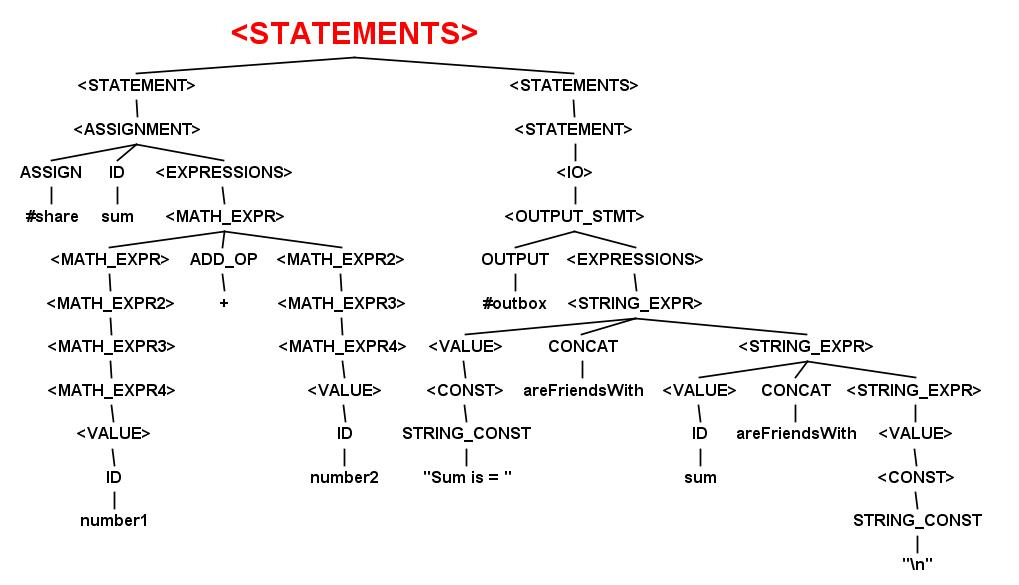 <STATEMENTS>
<STATEMENT> <STATEMENTS>
<ASSIGNMENT> <STATEMENT>
ASSIGN ID <EXPRESSIONS> <IO>
#share sum <MATH_EXPR> <OUTPUT_STMT>
<MATH_EXPR> ADD_OP <MATH_EXPR2> OUTPUT <EXPRESSIONS>
<MATH_EXPR2> + <MATH_EXPR3> #outbox <STRING_EXPR>
<MATH_EXPR3> <MATH_EXPR4> <VALUE> CONCAT <STRING_EXPR>
<MATH_EXPR4> <VALUE> <CONST> areFriendsWith <VALUE> CONCAT <STRING_EXPR>
<VALUE> ID STRING_CONST ID areFriendsWith <VALUE>
ID number2 "Sum is = " sum <CONST>
number1 STRING_CONST
"\n"